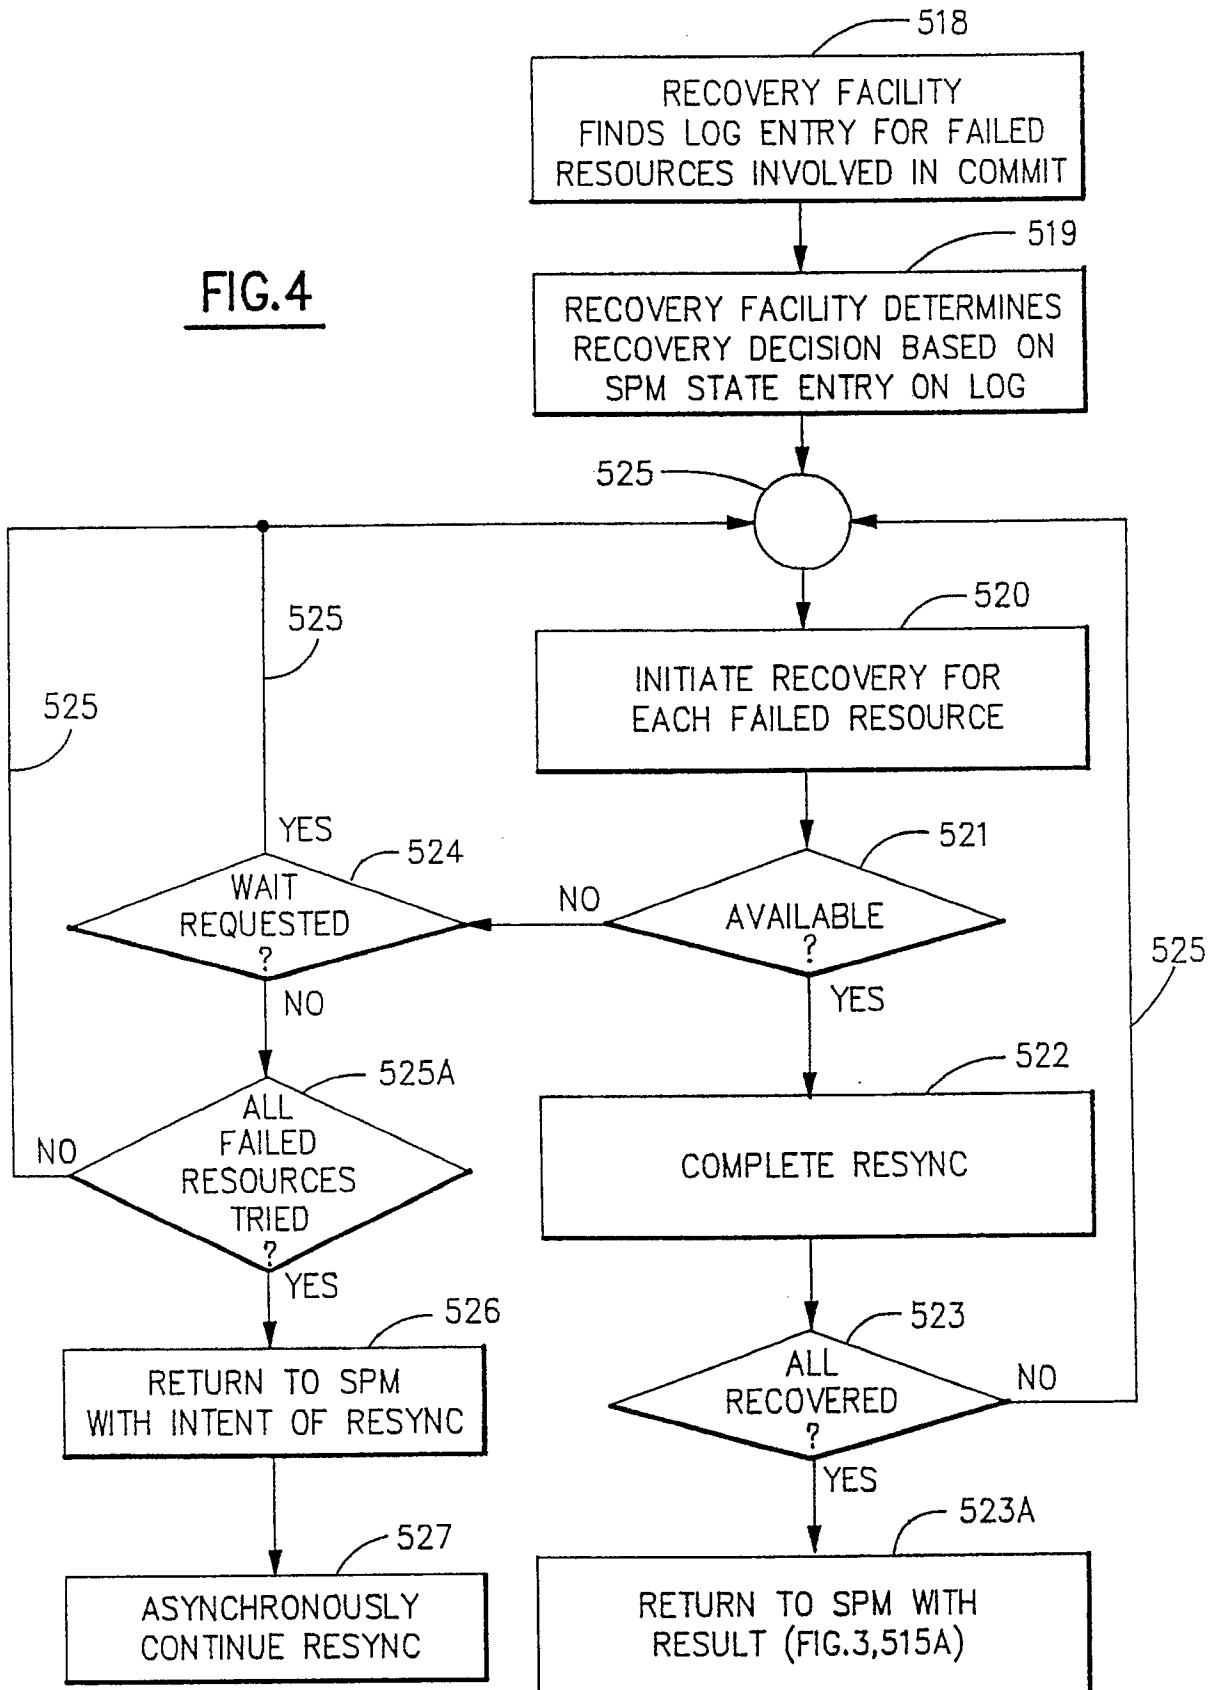 518
RECOVERY FACILITY
FINDS LOG ENTRY FOR FAILED
RESOURCES INVOLVED IN COMMIT
519
FIG.4
RECOVERY FACILITY DETERMINES
RECOVERY DECISION BASED ON
SPM STATE ENTRY ON LOG
525
525
525
520
INITIATE RECOVERY FOR
EACH FAILED RESOURCE
YES
524
WAIT
REQUESTED
?
NO
NO
521
AVAILABLE
?
YES
525
525A
ALL
FAILED
RESOURCES
TRIED
?
NO
YES
522
COMPLETE RESYNC
523
ALL
RECOVERED
?
NO
YES
526
RETURN TO SPM
WITH INTENT OF RESYNC
527
ASYNCHRONOUSLY
CONTINUE RESYNC
523A
RETURN TO SPM WITH
RESULT (FIG.3,515A)